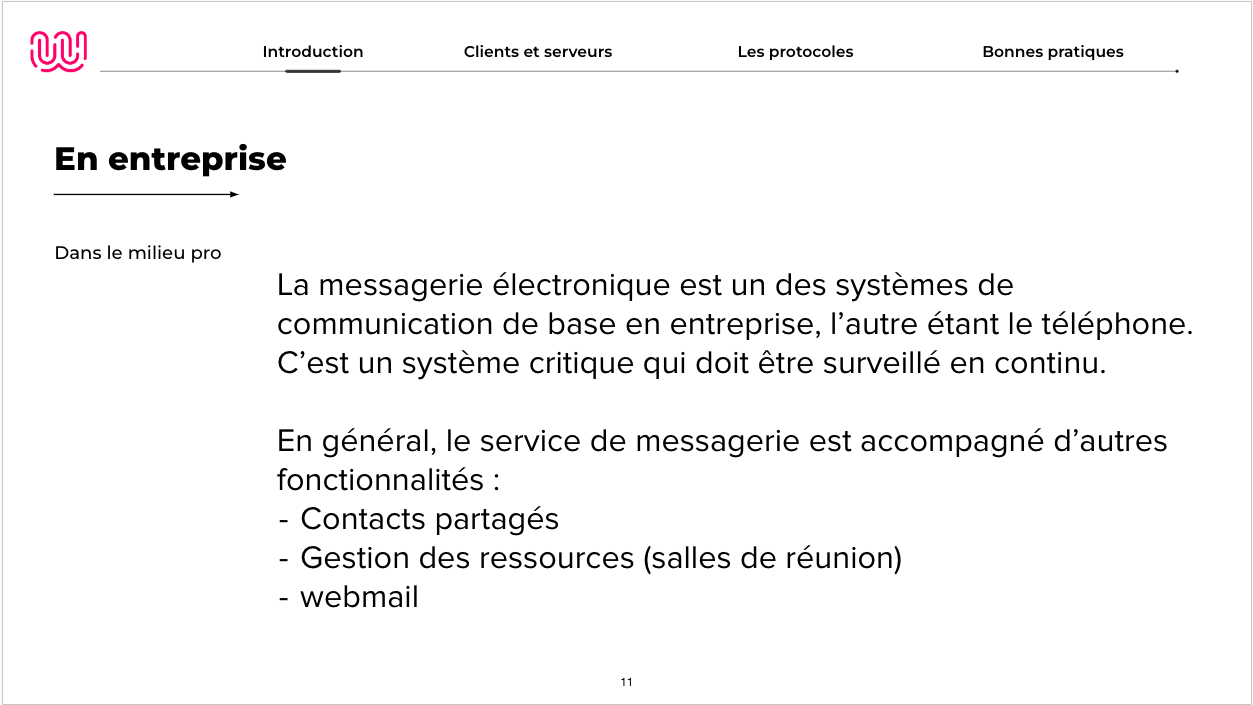 Introduction
Clients et serveurs
Les protocoles
Bonnes pratiques
En entreprise
Dans le milieu pro
La messagerie électronique est un des systèmes de
communication de base en entreprise, l’autre étant le téléphone.
C’est un système critique qui doit être surveillé en continu.
En général, le service de messagerie est accompagné d’autres
fonctionnalités :
- Contacts partagés
- Gestion des ressources (salles de réunion)
- webmail
11